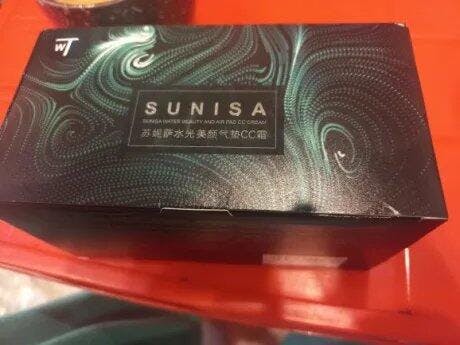 WT
SUNISA
SUNISA WATER BEAUTY AND AIR PAD CC CREAM
苏妮萨水光美颜气垫CC霜